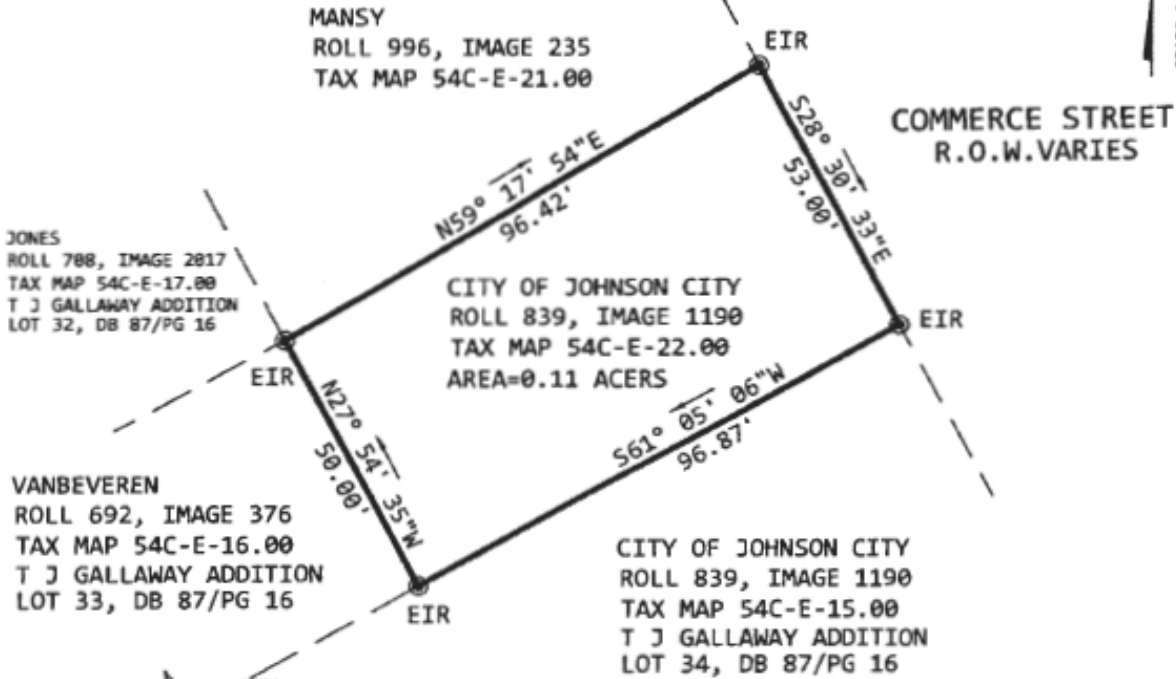 MANSY
ROLL 996, IMAGE 235
TAX MAP 54C-E-21.00
EIR
COMMERCE STREET
R.O.W.VARIES
S28° 30' 33"E
53.00'
N59° 17' 54"E
96.42'
JONES
ROLL 708, IMAGE 2017
TAX MAP 54C-E-17.00
T J GALLAWAY ADDITION
LOT 32, DB 87/PG 16
CITY OF JOHNSON CITY
ROLL 839, IMAGE 1190
TAX MAP 54C-E-22.00
AREA=0.11 ACERS
EIR
EIR
N27° 54' 35"W
50.00'
S61° 05' 06"W
96.87'
VANBEVEREN
ROLL 692, IMAGE 376
TAX MAP 54C-E-16.00
T J GALLAWAY ADDITION
LOT 33, DB 87/PG 16
EIR
CITY OF JOHNSON CITY
ROLL 839, IMAGE 1190
TAX MAP 54C-E-15.00
T J GALLAWAY ADDITION
LOT 34, DB 87/PG 16